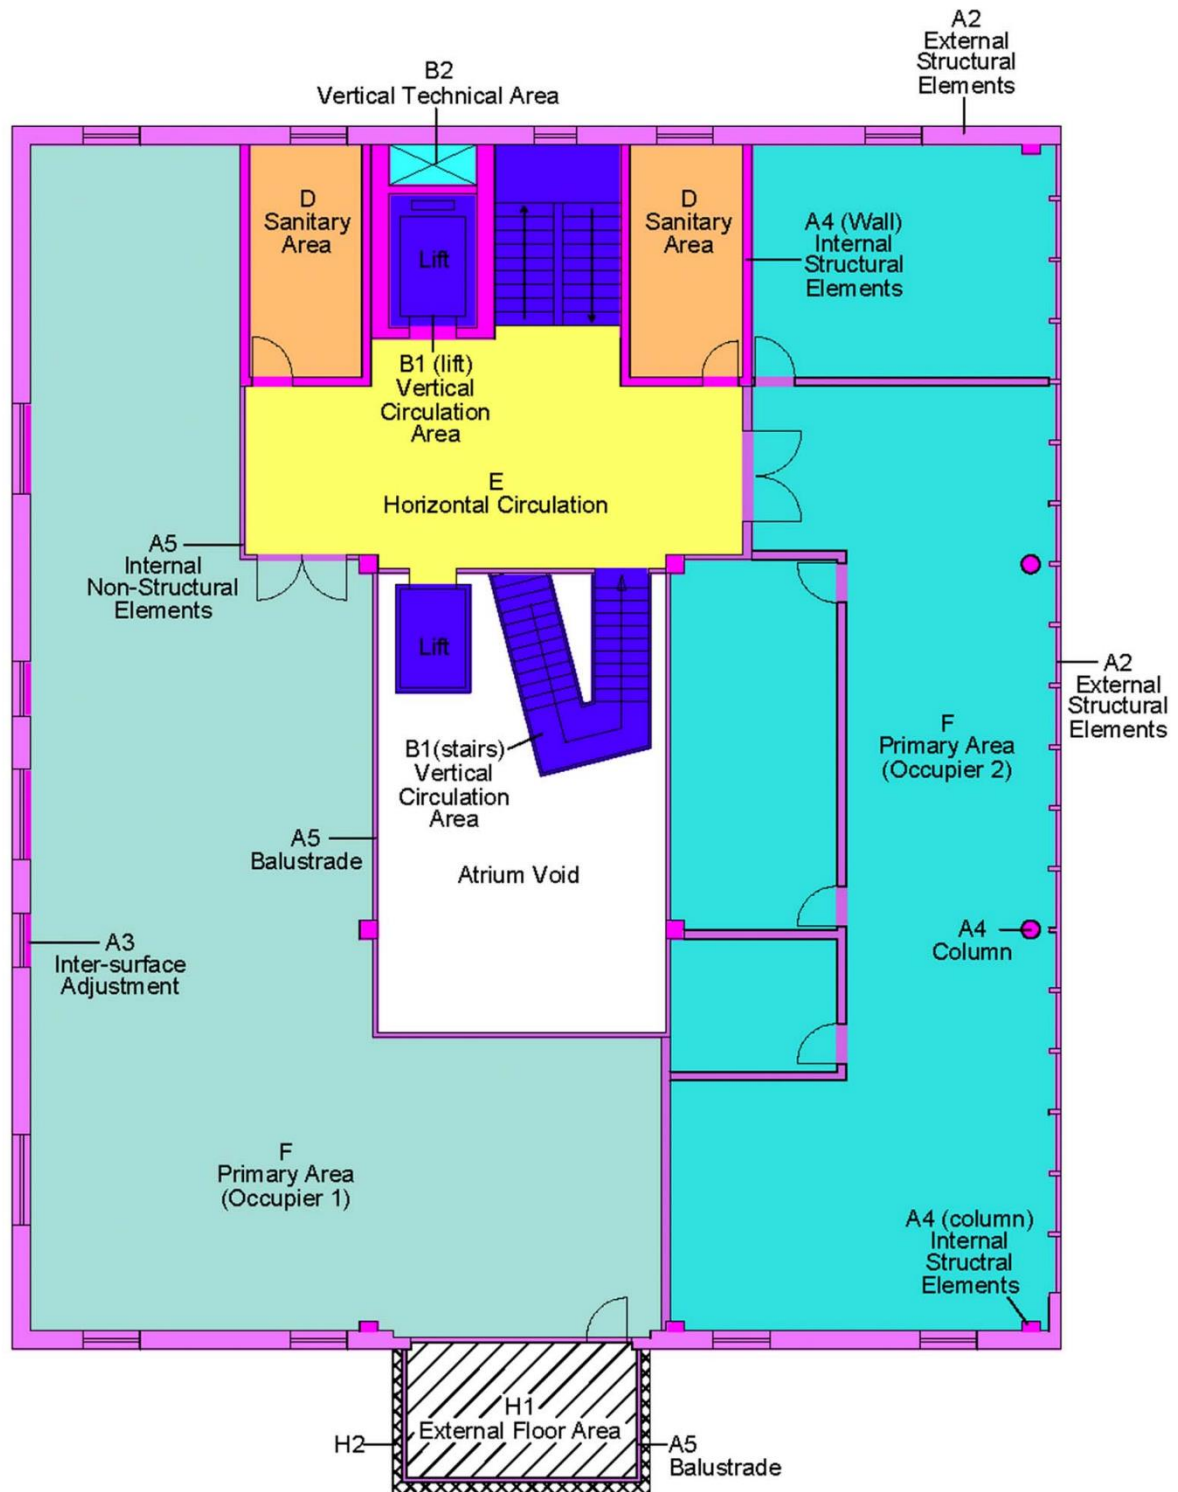 A2
External
Structural
Elements
B2
Vertical Technical Area
D
Sanitary
Area
Lift
D
Sanitary
Area
A4 (Wall)
Internal
Structural
Elements
B1 (lift)
Vertical
Circulation
Area
E
Horizontal Circulation
A5
Internal
Non-Structural
Elements
Lift
A2
External
Structural
Elements
F
Primary Area
(Occupier 2)
B1(stairs)
Vertical
Circulation
Area
A5
Balustrade
Atrium Void
A3
Inter-surface
Adjustment
A4
Column
F
Primary Area
(Occupier 1)
A4 (column)
Internal
Structral
Elements
H1
External Floor Area
H2
A5
Balustrade